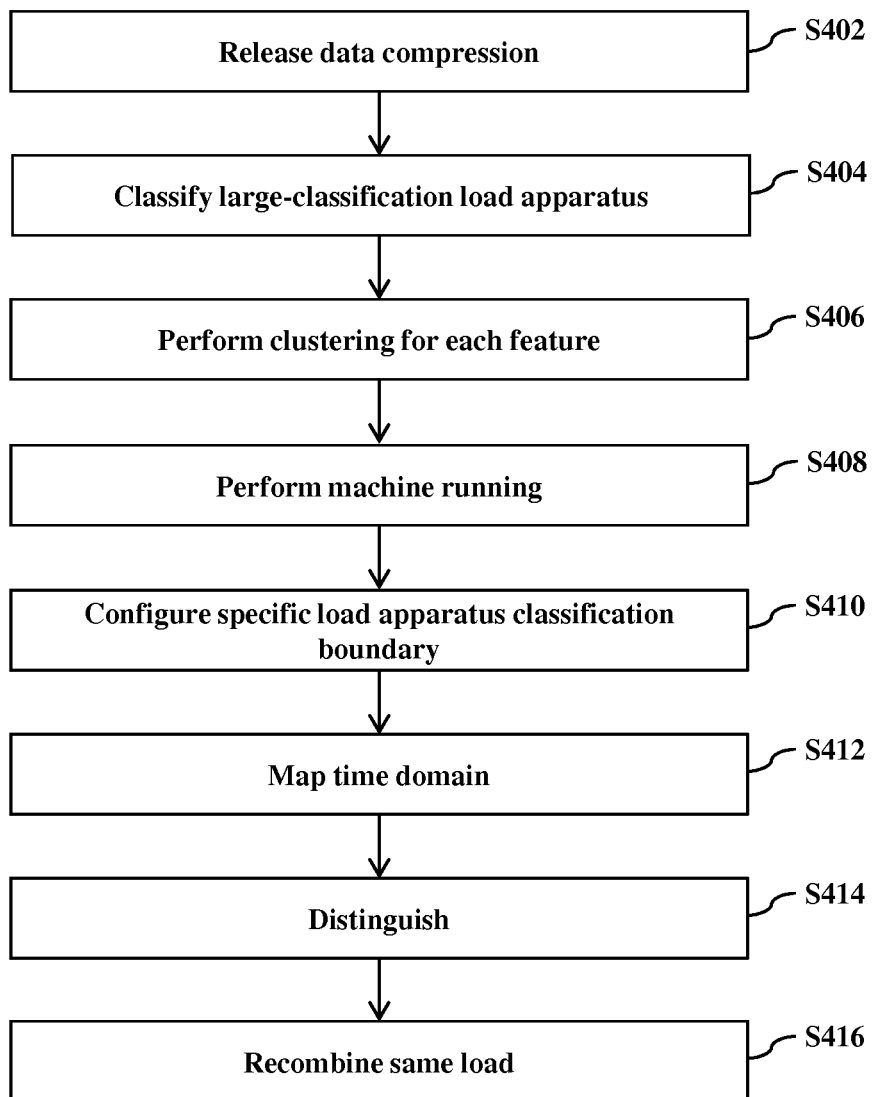 Release data compression
S402
Classify large-classification load apparatus
S404
Perform clustering for each feature
S406
Perform machine running
S408
Configure specific load apparatus classification
boundary
S410
Map time domain
S412
Distinguish
S414
Recombine same load
S416